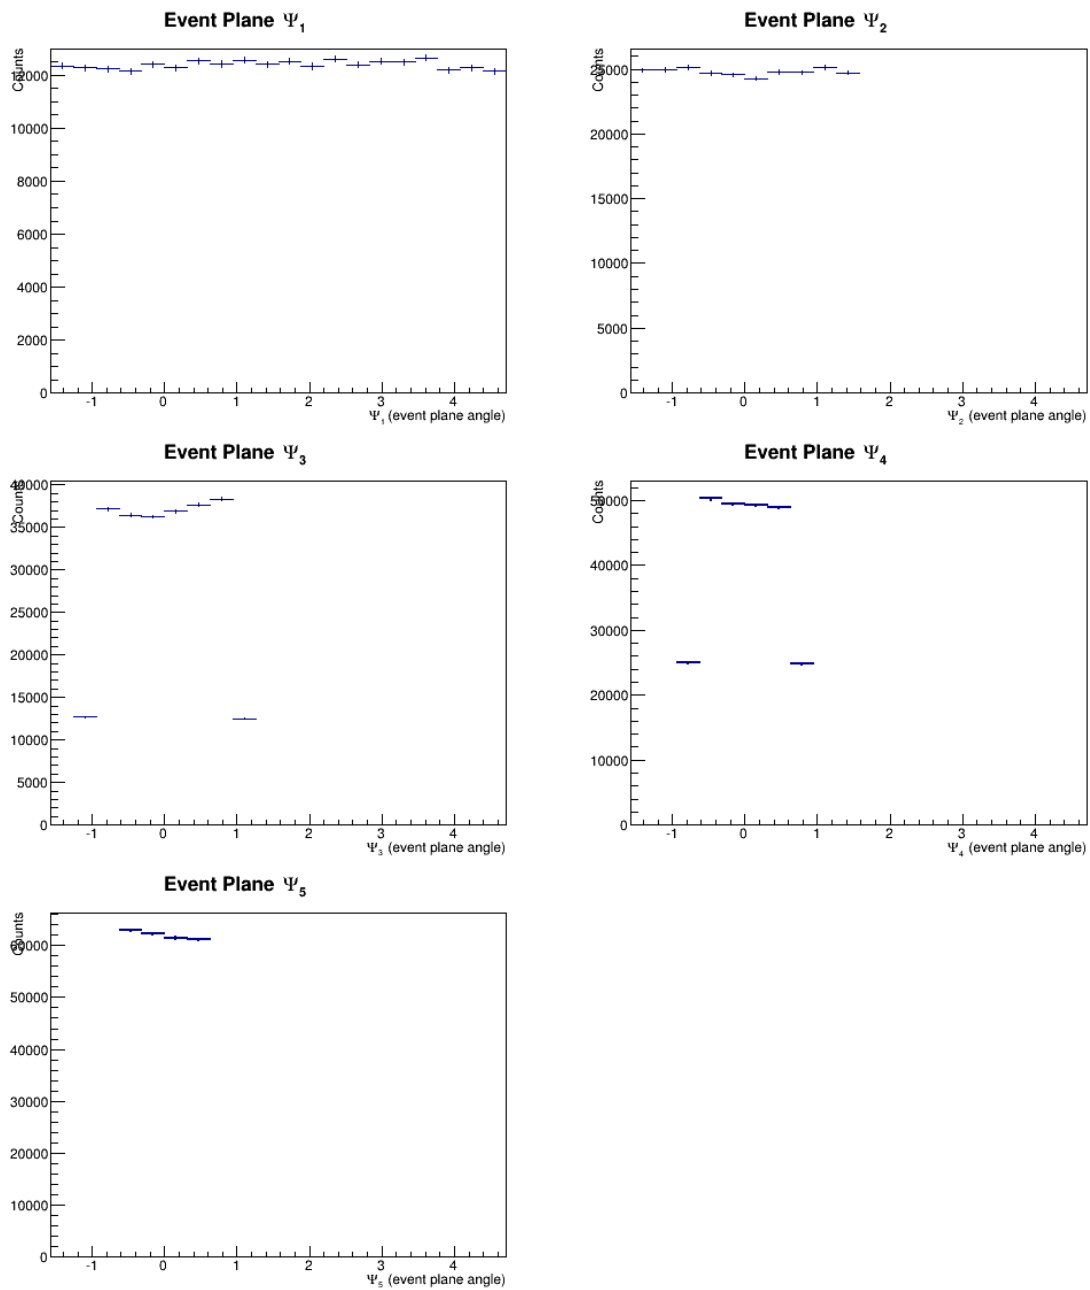 Event Plane Ψ1
Counts
12000
10000
8000
6000
4000
2000
0
-1 0 1 2 3 4
Ψ1 (event plane angle)
Event Plane Ψ2
Counts
25000
20000
15000
10000
5000
0
-1 0 1 2 3 4
Ψ2 (event plane angle)
Event Plane Ψ3
Counts
40000
35000
30000
25000
20000
15000
10000
5000
0
-1 0 1 2 3 4
Ψ3 (event plane angle)
Event Plane Ψ4
Counts
50000
40000
30000
20000
10000
0
-1 0 1 2 3 4
Ψ4 (event plane angle)
Event Plane Ψ5
Counts
60000
50000
40000
30000
20000
10000
0
-1 0 1 2 3 4
Ψ5 (event plane angle)